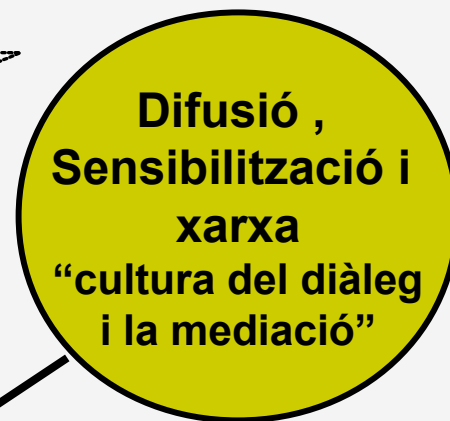 Difusió ,
Sensibilització i
xarxa
“cultura del diàleg
i la mediació”